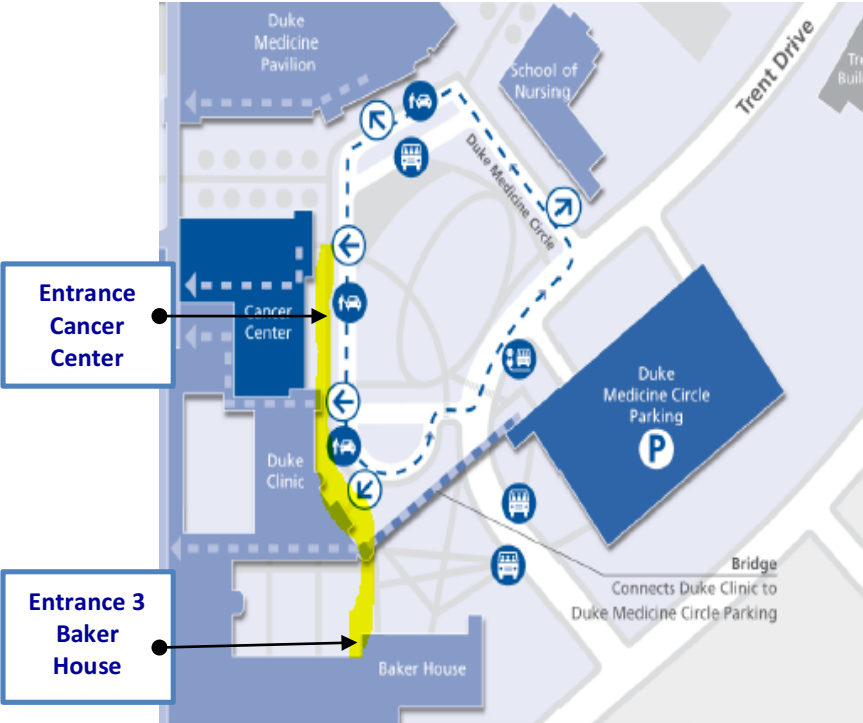 Duke
Medicine
Pavilion
School of
Nursing
Trent Drive
Duke Medicine Circle
Entrance
Cancer
Center
Cancer
Center
Duke
Medicine Circle
Parking
P
Duke
Clinic
Bridge
Connects Duke Clinic to
Duke Medicine Circle Parking
Entrance 3
Baker
House
Baker House